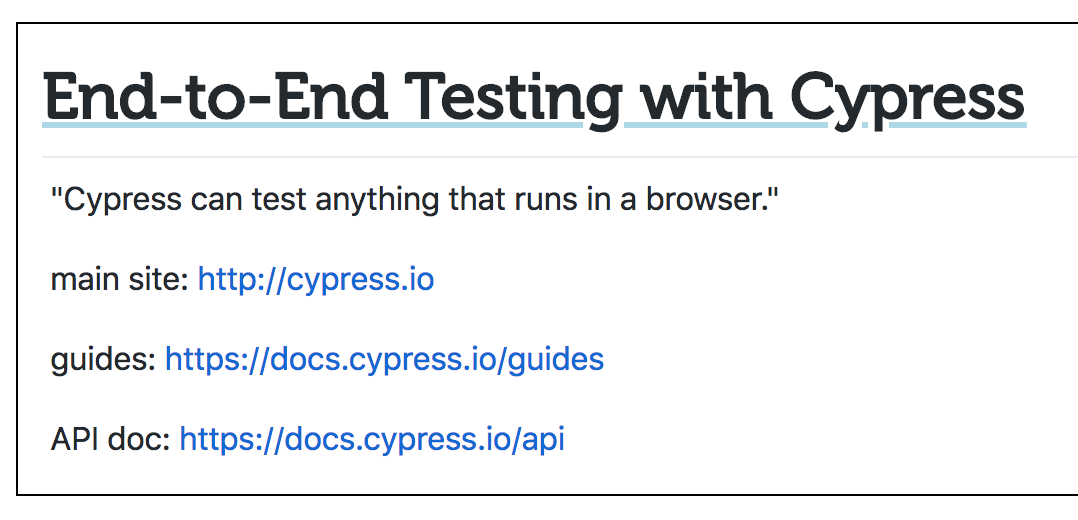 End-to-End Testing with Cypress
"Cypress can test anything that runs in a browser."
main site: http://cypress.io
guides: https://docs.cypress.io/guides
API doc: https://docs.cypress.io/api